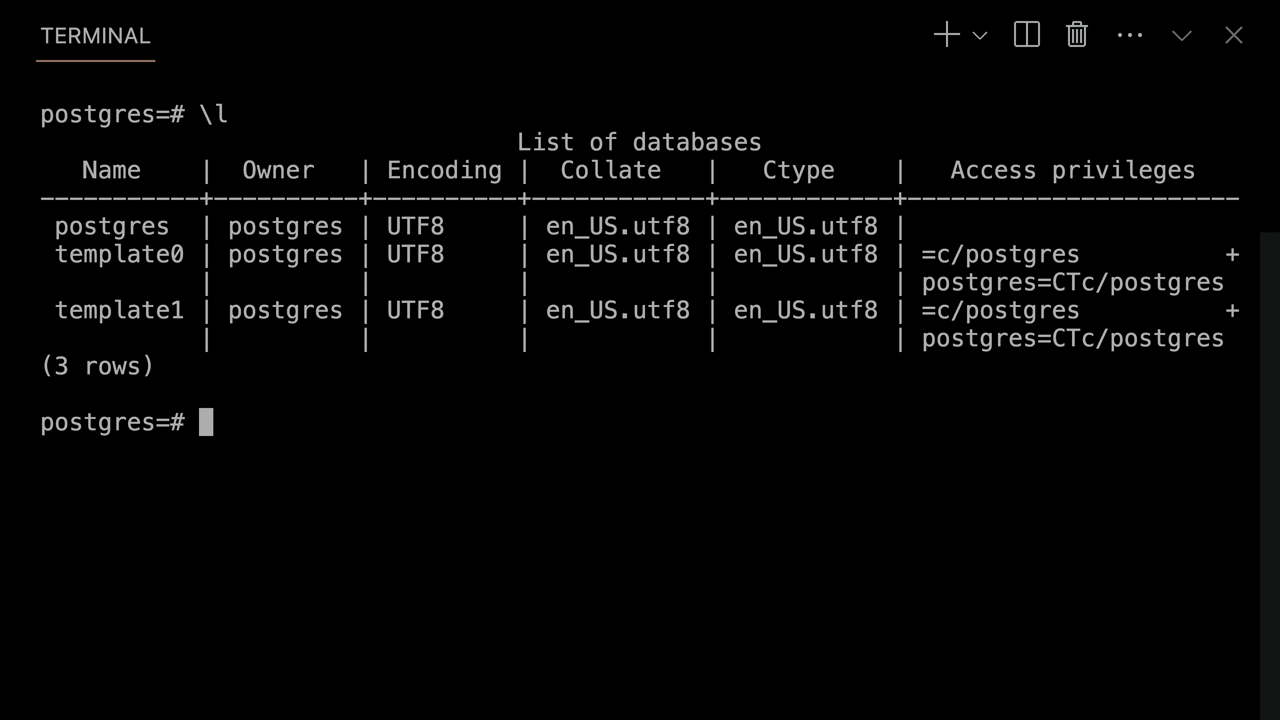 TERMINAL
postgres=# \l
                                 List of databases
   Name    |  Owner   | Encoding |  Collate   |   Ctype    |   Access privileges
-----------+----------+----------+------------+------------+-----------------------
 postgres  | postgres | UTF8     | en_US.utf8 | en_US.utf8 |
 template0 | postgres | UTF8     | en_US.utf8 | en_US.utf8 | =c/postgres          +
           |          |          |            |            | postgres=CTc/postgres
 template1 | postgres | UTF8     | en_US.utf8 | en_US.utf8 | =c/postgres          +
           |          |          |            |            | postgres=CTc/postgres
(3 rows)
postgres=#